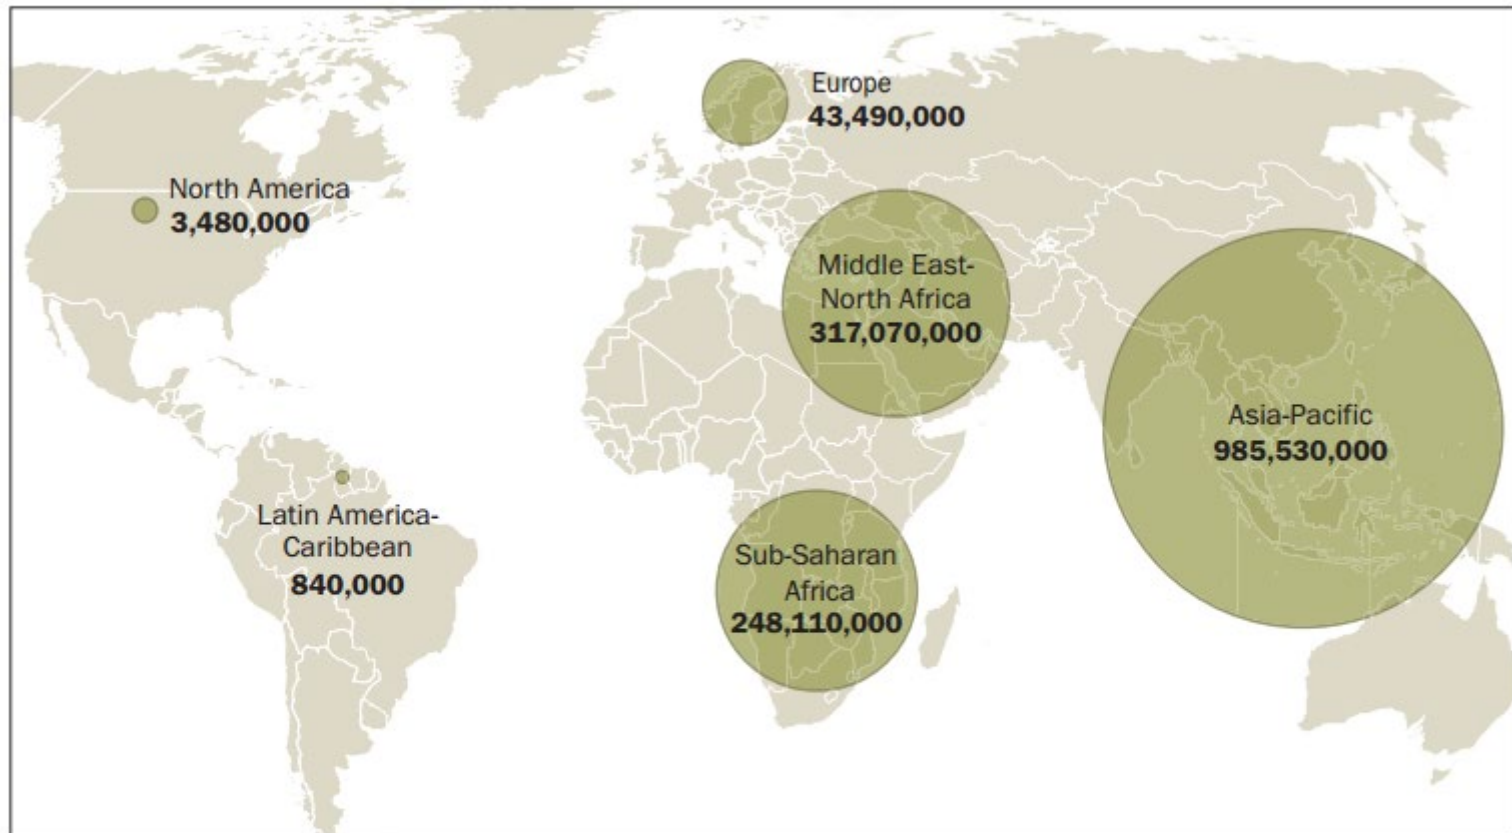 Europe
43,490,000
North America
3,480,000
Middle East-
North Africa
317,070,000
Asia-Pacific
985,530,000
Latin America-
Caribbean
840,000
Sub-Saharan
Africa
248,110,000